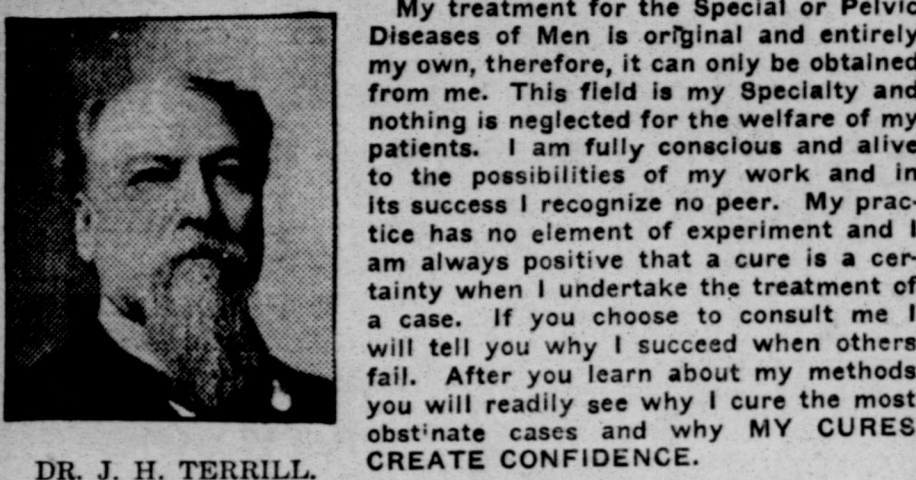 My treatment for the Special or Pelvic
Diseases of Men is original and entirely
my own, therefore, it can only be obtained
from me. This field is my Specialty and
nothing is neglected for the welfare of my
patients. I am fully conscious and alive
to the possibilities of my work and in
its success I recognize no peer. My prac-
tice has no element of experiment and I
am always positive that a cure is a cer-
tainty when I undertake the treatment of
a case. If you choose to consult me I
will tell you why I succeed when others
fail. After you learn about my methods
you will readily see why I cure the most
obstinate cases and why MY CURES
CREATE CONFIDENCE.
DR. J. H. TERRILL.